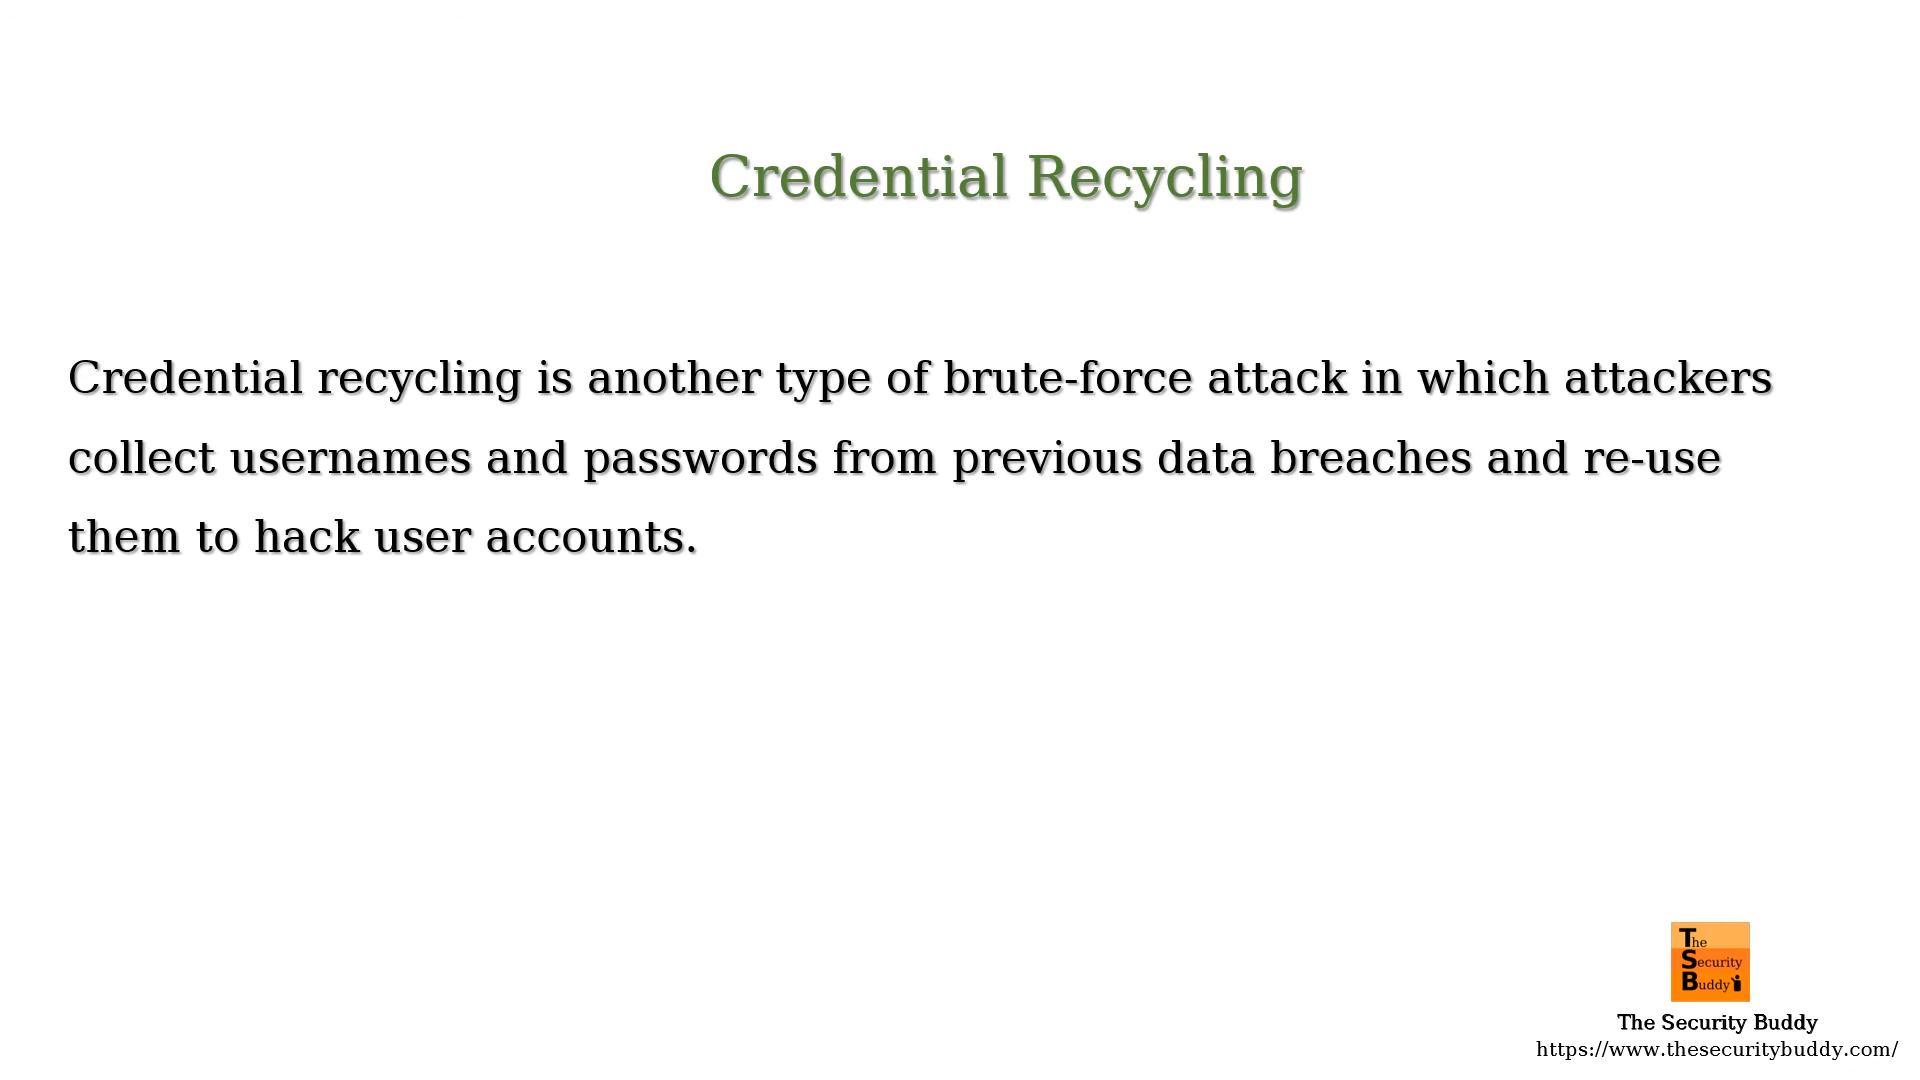 Credential Recycling
Credential recycling is another type of brute-force attack in which attackers
collect usernames and passwords from previous data breaches and re-use
them to hack user accounts.
The
Security
Buddy
The Security Buddy
https://www.thesecuritybuddy.com/